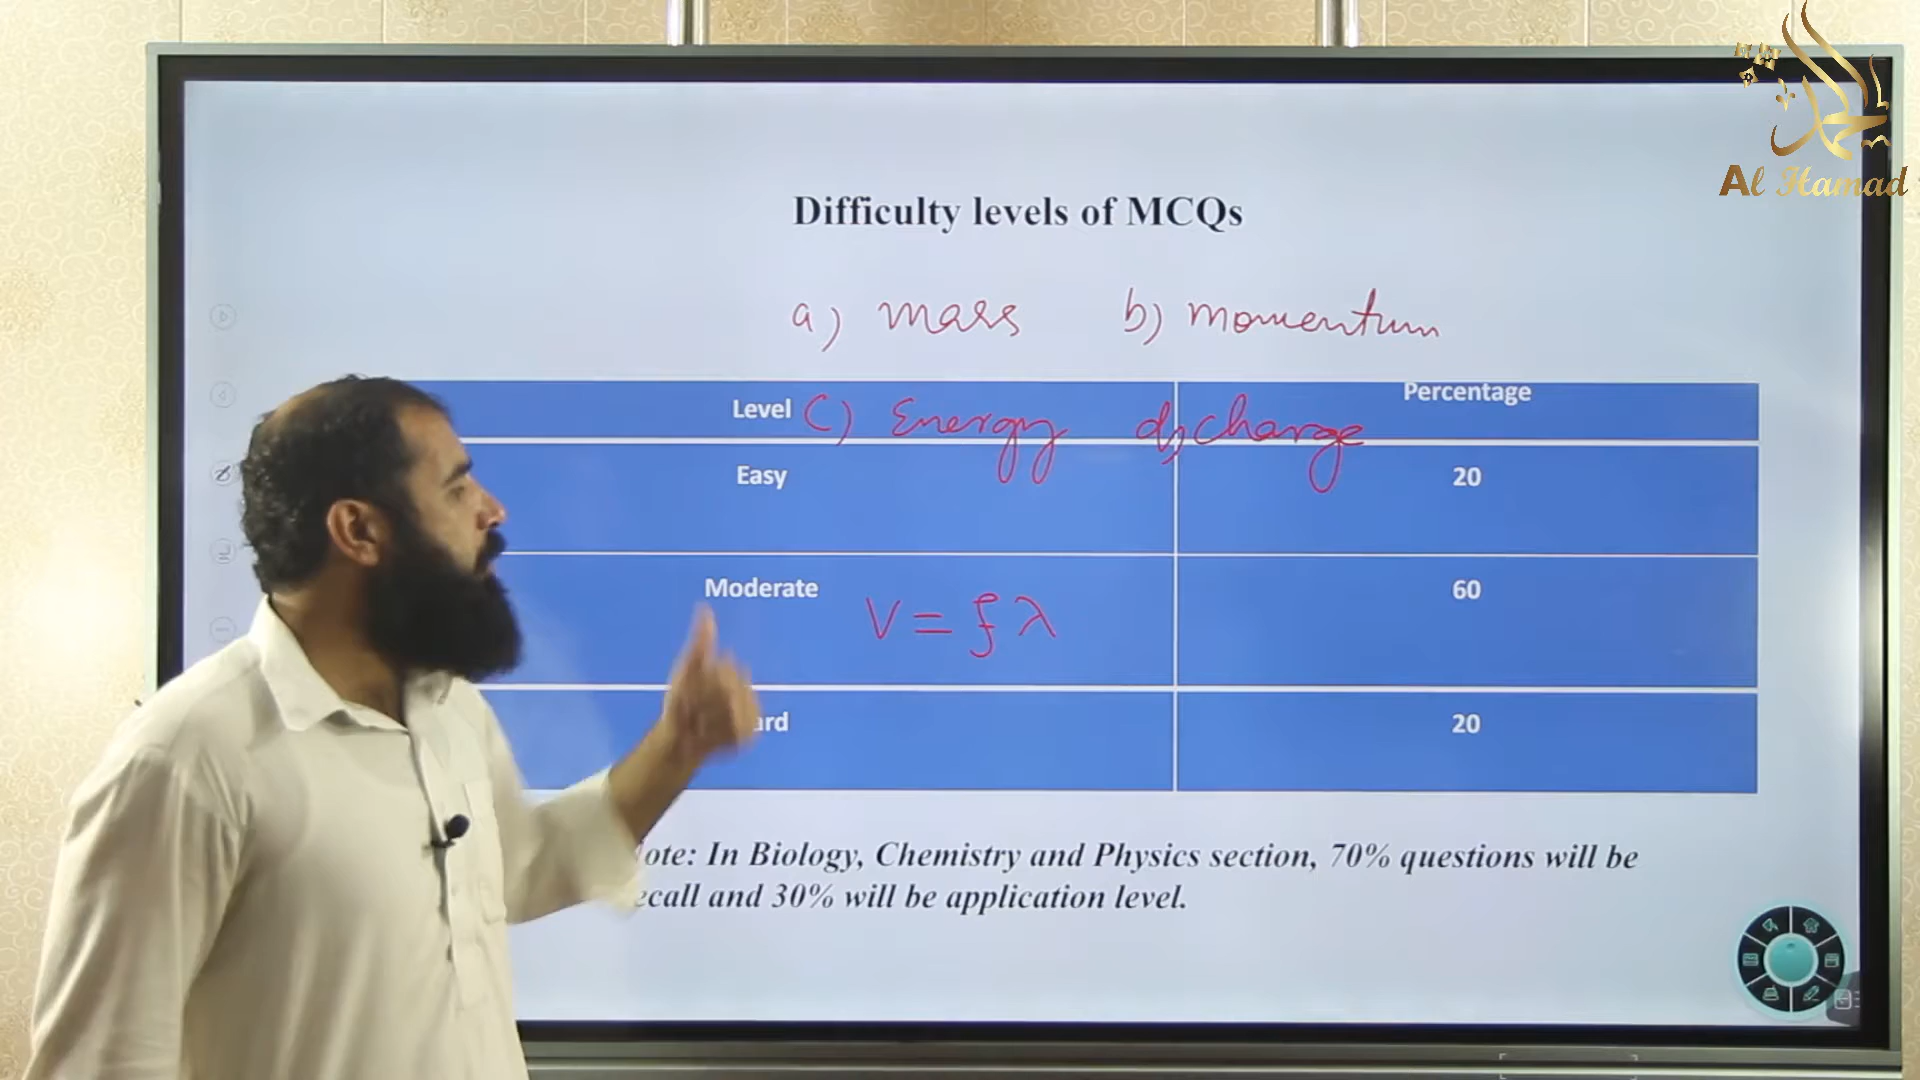 Al Hamad
Difficulty levels of MCQs
a) mass b) momentum
Level Percentage
c) Energy d) charge
Easy 20
Moderate 60
V = f λ
ard 20
ote: In Biology, Chemistry and Physics section, 70% questions will be
ecall and 30% will be application level.